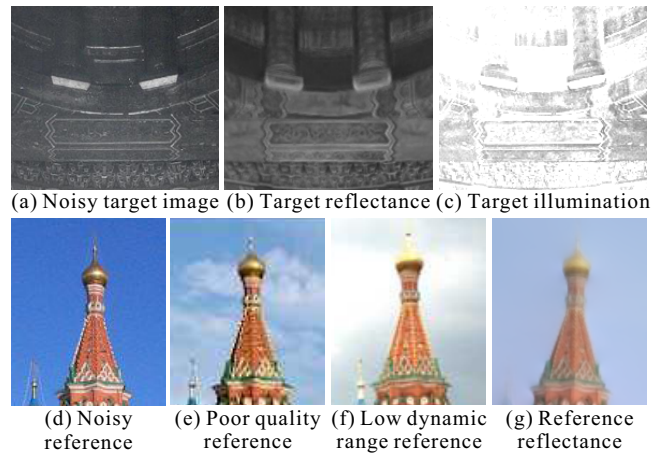 (a) Noisy target image (b) Target reflectance (c) Target illumination
(d) Noisy reference
(e) Poor quality reference
(f) Low dynamic range reference
(g) Reference reflectance